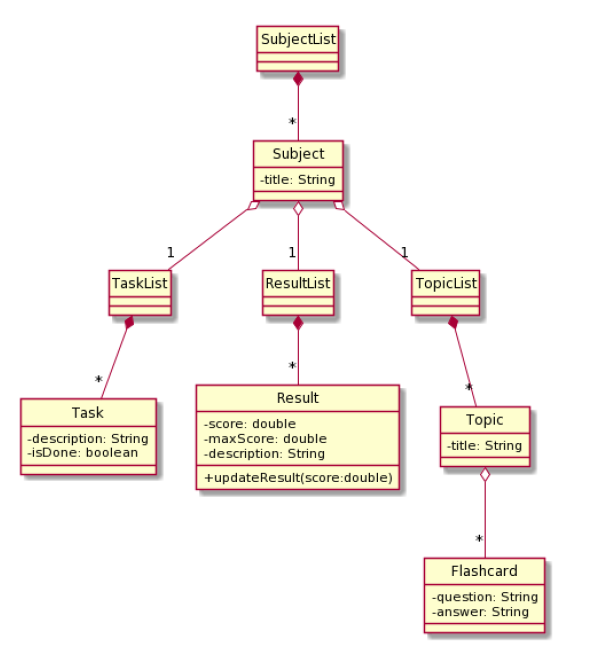 SubjectList
*
Subject
-title: String
1
1
1
TaskList
ResultList
TopicList
*
*
*
Task
-description: String
-isDone: boolean
Result
-score: double
-maxScore: double
-description: String
+updateResult(score:double)
Topic
-title: String
*
Flashcard
-question: String
-answer: String